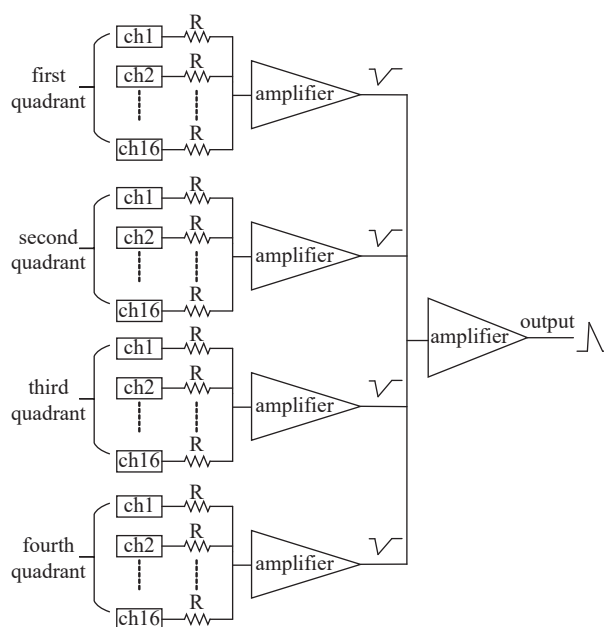 ch1
R
ch2
R
first
quadrant
amplifier
ch16
R
ch1
R
ch2
R
second
quadrant
amplifier
ch16
R
output
amplifier
ch1
R
ch2
R
third
quadrant
amplifier
ch16
R
ch1
R
ch2
R
fourth
quadrant
amplifier
ch16
R